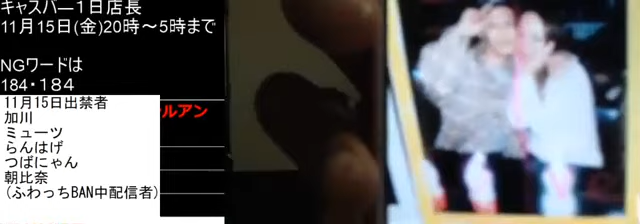 キャスバー1日店長
11月15日(金)20時～5時まで
NGワードは
184・184
11月15日出禁者
加川
ミューツ
らんはげ
つばにゃん
朝比奈
(ふわっちBAN中配信者)
ルアン